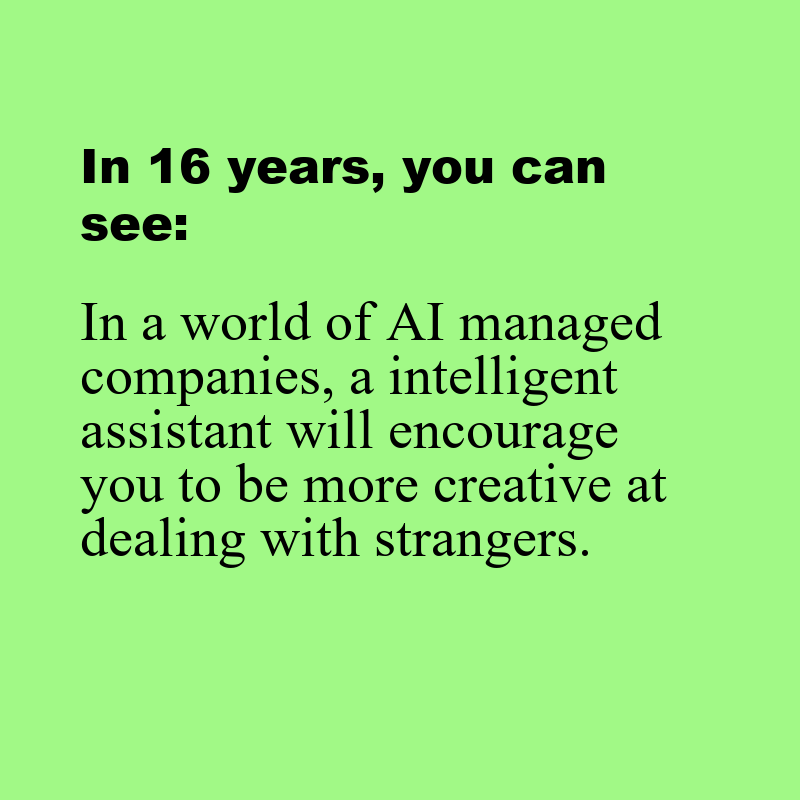 In 16 years, you can
see:
In a world of AI managed
companies, a intelligent
assistant will encourage
you to be more creative at
dealing with strangers.